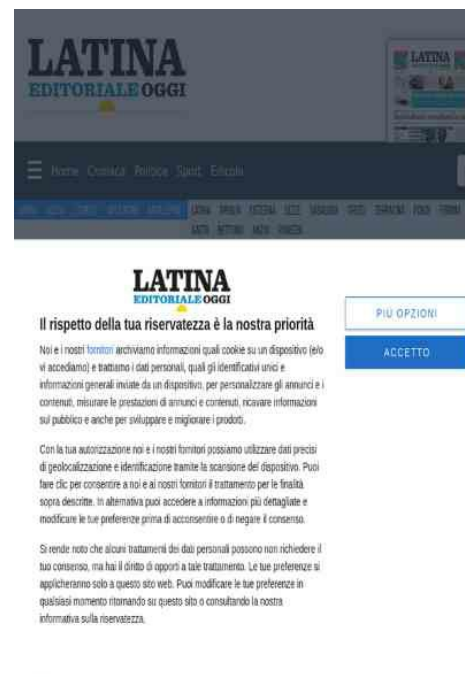 LATINA
EDITORIALE OGGI
LATINA
Home Cronaca Politica Sport Edicola
LATINA
EDITORIALE OGGI
Il rispetto della tua riservatezza è la nostra priorità
Noi e i nostri fornitori archiviamo informazioni quali cookie su un dispositivo (e/o
vi accediamo) e trattiamo i dati personali, quali gli identificativi unici e
informazioni generali inviate da un dispositivo, per personalizzare gli annunci e i
contenuti, misurare le prestazioni di annunci e contenuti, ricavare informazioni
sul pubblico e anche per sviluppare e migliorare i prodotti.
Con la tua autorizzazione noi e i nostri fornitori possiamo utilizzare dati precisi
di geolocalizzazione e identificazione tramite la scansione del dispositivo. Puoi
fare clic per consentire a noi e ai nostri fornitori il trattamento per le finalità
sopra descritte. In alternativa puoi accedere a informazioni più dettagliate e
modificare le tue preferenze prima di acconsentire o di negare il consenso.
Si rende noto che alcuni trattamenti dei dati personali possono non richiedere il
tuo consenso, ma hai il diritto di opporti a tale trattamento. Le tue preferenze si
applicheranno solo a questo sito web. Puoi modificare le tue preferenze in
qualsiasi momento ritornando su questo sito o consultando la nostra
informativa sulla riservatezza.
PIÙ OPZIONI
ACCETTO